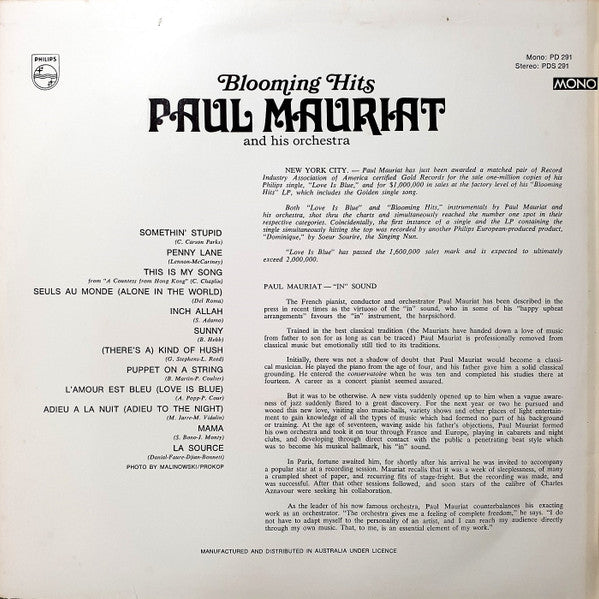 PHILIPS
Mono: PD 291
Stereo: PDS 291
MONO
Blooming Hits
PAUL MAURIAT
and his orchestra
SOMETHIN' STUPID
(C. Carson Parks)
PENNY LANE
(Lennon-McCartney)
THIS IS MY SONG
from "A Countess from Hong Kong" (C. Chaplin)
SEULS AU MONDE (ALONE IN THE WORLD)
(Del Roma)
INCH ALLAH
(S. Adamo)
SUNNY
(B. Hebb)
(THERE'S A) KIND OF HUSH
(G. Stephens-L. Reed)
PUPPET ON A STRING
(B. Martin-P. Coulter)
L'AMOUR EST BLEU (LOVE IS BLUE)
(A. Popp-P. Cour)
ADIEU A LA NUIT (ADIEU TO THE NIGHT)
(M. Jarre-M. Vidalin)
MAMA
(S. Bono-J. Monty)
LA SOURCE
(Danial-Faure-Djian-Bonnett)
PHOTO BY MALINOWSKI/PROKOP
NEW YORK CITY. — Paul Mauriat has just been awarded a matched pair of Record
Industry Association of America certified Gold Records for the sale one-million copies of his
Philips single, "Love Is Blue," and for $1,000,000 in sales at the factory level of his "Blooming
Hits" LP, which includes the Golden single song.
Both "Love Is Blue" and "Blooming Hits," instrumentals by Paul Mauriat and
his orchestra, shot thru the charts and simultaneously reached the number one spot in their
respective categories. Coincidentally, the first instance of a single and the LP containing the
single simultaneously hitting the top was recorded by another Philips European-produced product,
"Dominique," by Soeur Sourire, the Singing Nun.
"Love Is Blue" has passed the 1,600,000 sales mark and is expected to ultimately
exceed 2,000,000.
PAUL MAURIAT — "IN" SOUND
The French pianist, conductor and orchestrator Paul Mauriat has been described in the
press in recent times as the virtuoso of the "in" sound, who in some of his "happy upbeat
arrangements" favours the "in" instrument, the harpsichord.
Trained in the best classical tradition (the Mauriats have handed down a love of music
from father to son for as long as can be traced) Paul Mauriat is professionally removed from
classical music but emotionally still tied to its traditions.
Initially, there was not a shadow of doubt that Paul Mauriat would become a classi-
cal musician. He played the piano from the age of four, and his father gave him a solid classical
grounding. He entered the conservatoire when he was ten and completed his studies there at
fourteen. A career as a concert pianist seemed assured.
But it was to be otherwise. A new vista suddenly opened up to him when a vague aware-
ness of jazz suddenly flared to a great discovery. For the next year or two he pursued and
wooed this new love, visiting also music-halls, variety shows and other places of light entertain-
ment to gain knowledge of all the types of music which had formed no part of his background
or training. At the age of seventeen, waving aside his father's objections, Paul Mauriat formed
his own orchestra and took it on tour through France and Europe, playing in cabarets and night
clubs, and developing through direct contact with the public a penetrating beat style which
was to become his musical hallmark, his "in" sound.
In Paris, fortune awaited him, for shortly after his arrival he was invited to accompany
a popular star at a recording session. Mauriat recalls that it was a week of sleeplessness, of many
a crumpled sheet of paper, and recurring fits of stage-fright. But the recording was made, and
was successful. After that other sessions followed, and soon stars of the calibre of Charles
Aznavour were seeking his collaboration.
As the leader of his now famous orchestra, Paul Mauriat counterbalances his exacting
work as an orchestrator. "The orchestra gives me a feeling of complete freedom," he says. "I do
not have to adapt myself to the personality of an artist, and I can reach my audience directly
through my own music. That, to me, is an essential element of my work."
MANUFACTURED AND DISTRIBUTED IN AUSTRALIA UNDER LICENCE